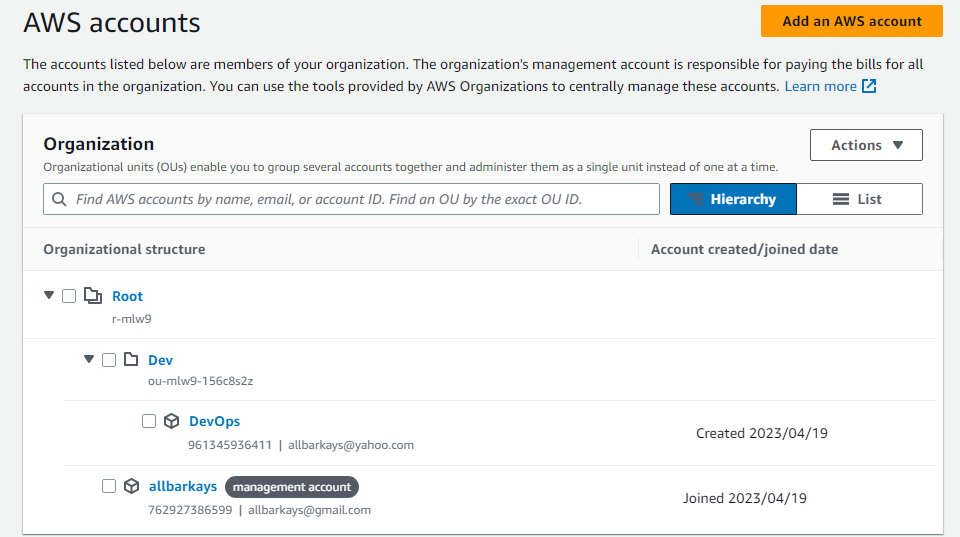 AWS accounts
Add an AWS account
The accounts listed below are members of your organization. The organization's management account is responsible for paying the bills for all
accounts in the organization. You can use the tools provided by AWS Organizations to centrally manage these accounts. Learn more
Organization
Actions
Organizational units (OUs) enable you to group several accounts together and administer them as a single unit instead of one at a time.
Find AWS accounts by name, email, or account ID. Find an OU by the exact OU ID.
Hierarchy
List
Organizational structure
Account created/joined date
Root
r-mlw9
Dev
ou-mlw9-156c8s2z
DevOps
961345936411 | allbarkays@yahoo.com
Created 2023/04/19
allbarkays management account
762927386599 | allbarkays@gmail.com
Joined 2023/04/19